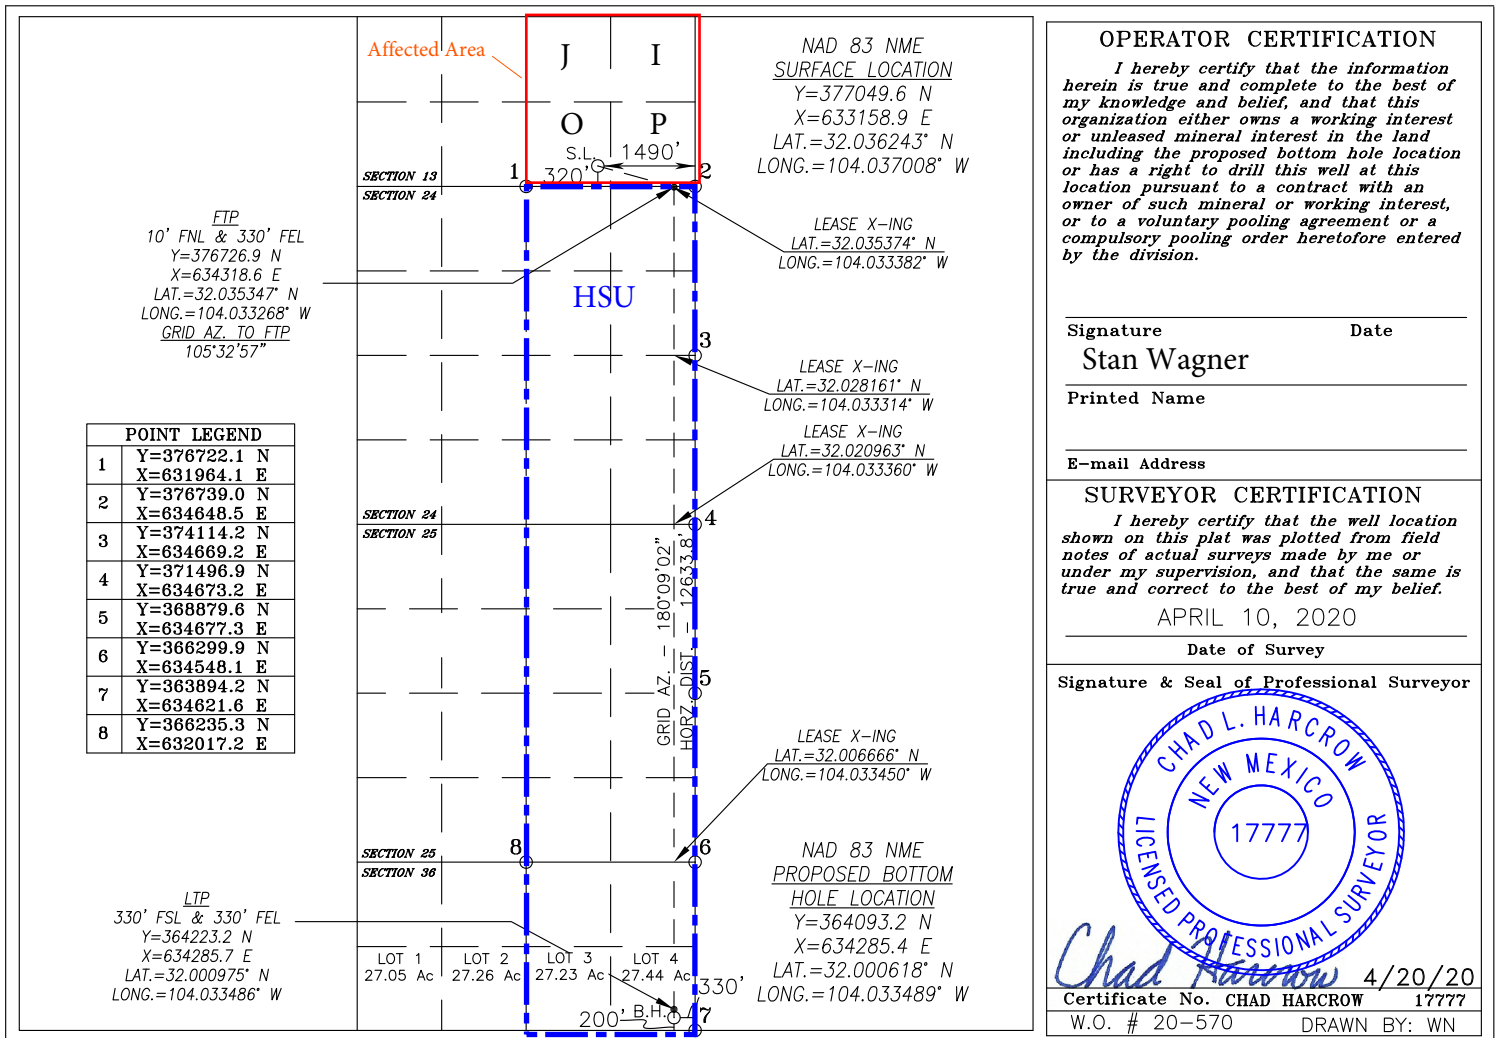 Affected Area
J
I
O
P
S.L.
1490'
320'
1
2
SECTION 13
SECTION 24
NAD 83 NME
SURFACE LOCATION
Y=377049.6 N
X=633158.9 E
LAT.=32.036243° N
LONG.=104.037008° W
FTP
10' FNL & 330' FEL
Y=376726.9 N
X=634318.6 E
LAT.=32.035347° N
LONG.=104.033268° W
GRID AZ. TO FTP
105°32'57"
LEASE X-ING
LAT.=32.035374° N
LONG.=104.033382° W
HSU
3
LEASE X-ING
LAT.=32.028161° N
LONG.=104.033314° W
LEASE X-ING
LAT.=32.020963° N
LONG.=104.033360° W
POINT LEGEND
1 Y=376722.1 N
X=631964.1 E
2 Y=376739.0 N
X=634648.5 E
3 Y=374114.2 N
X=634669.2 E
4 Y=371496.9 N
X=634673.2 E
5 Y=368879.6 N
X=634677.3 E
6 Y=366299.9 N
X=634548.1 E
7 Y=363894.2 N
X=634621.6 E
8 Y=366235.3 N
X=632017.2 E
SECTION 24
SECTION 25
4
GRID AZ. – 180°09'02"
HORZ. DIST. – 12633.8'
5
LEASE X-ING
LAT.=32.006666° N
LONG.=104.033450° W
SECTION 25
SECTION 36
8
6
NAD 83 NME
PROPOSED BOTTOM
HOLE LOCATION
Y=364093.2 N
X=634285.4 E
LAT.=32.000618° N
LONG.=104.033489° W
LTP
330' FSL & 330' FEL
Y=364223.2 N
X=634285.7 E
LAT.=32.000975° N
LONG.=104.033486° W
LOT 1
27.05 Ac
LOT 2
27.26 Ac
LOT 3
27.23 Ac
LOT 4
27.44 Ac
330'
200'
B.H.
7
OPERATOR CERTIFICATION
I hereby certify that the information
herein is true and complete to the best of
my knowledge and belief, and that this
organization either owns a working interest
or unleased mineral interest in the land
including the proposed bottom hole location
or has a right to drill this well at this
location pursuant to a contract with an
owner of such mineral or working interest,
or to a voluntary pooling agreement or a
compulsory pooling order heretofore entered
by the division.
Signature Date
Stan Wagner
Printed Name
E-mail Address
SURVEYOR CERTIFICATION
I hereby certify that the well location
shown on this plat was plotted from field
notes of actual surveys made by me or
under my supervision, and that the same is
true and correct to the best of my belief.
APRIL 10, 2020
Date of Survey
Signature & Seal of Professional Surveyor
CHAD L. HARCROW
NEW MEXICO
17777
LICENSED PROFESSIONAL SURVEYOR
Chad Harcrow 4/20/20
Certificate No. CHAD HARCROW 17777
W.O. # 20-570 DRAWN BY: WN